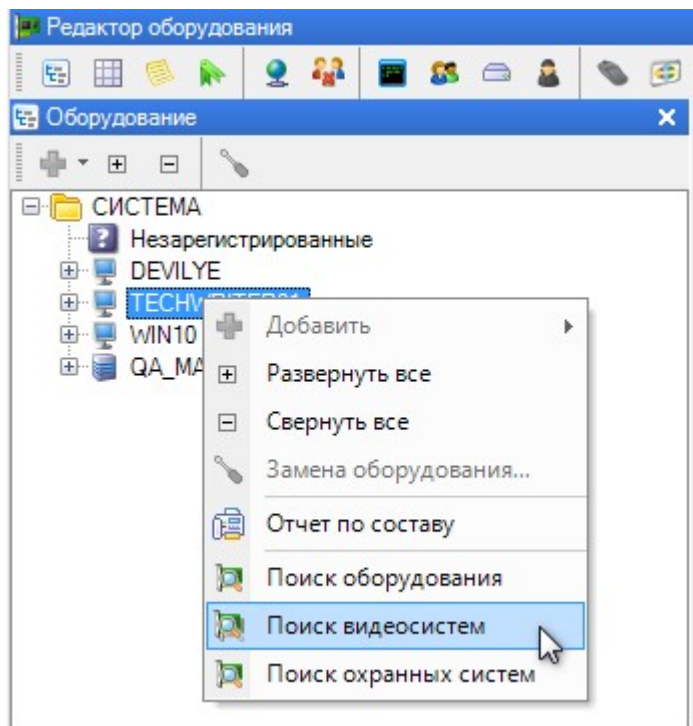 Редактор оборудования
Оборудование
СИСТЕМА
Незарегистрированные
DEVILYE
WIN10
Добавить
Развернуть все
Свернуть все
Замена оборудования...
Отчет по составу
Поиск оборудования
Поиск видеосистем
Поиск охранных систем